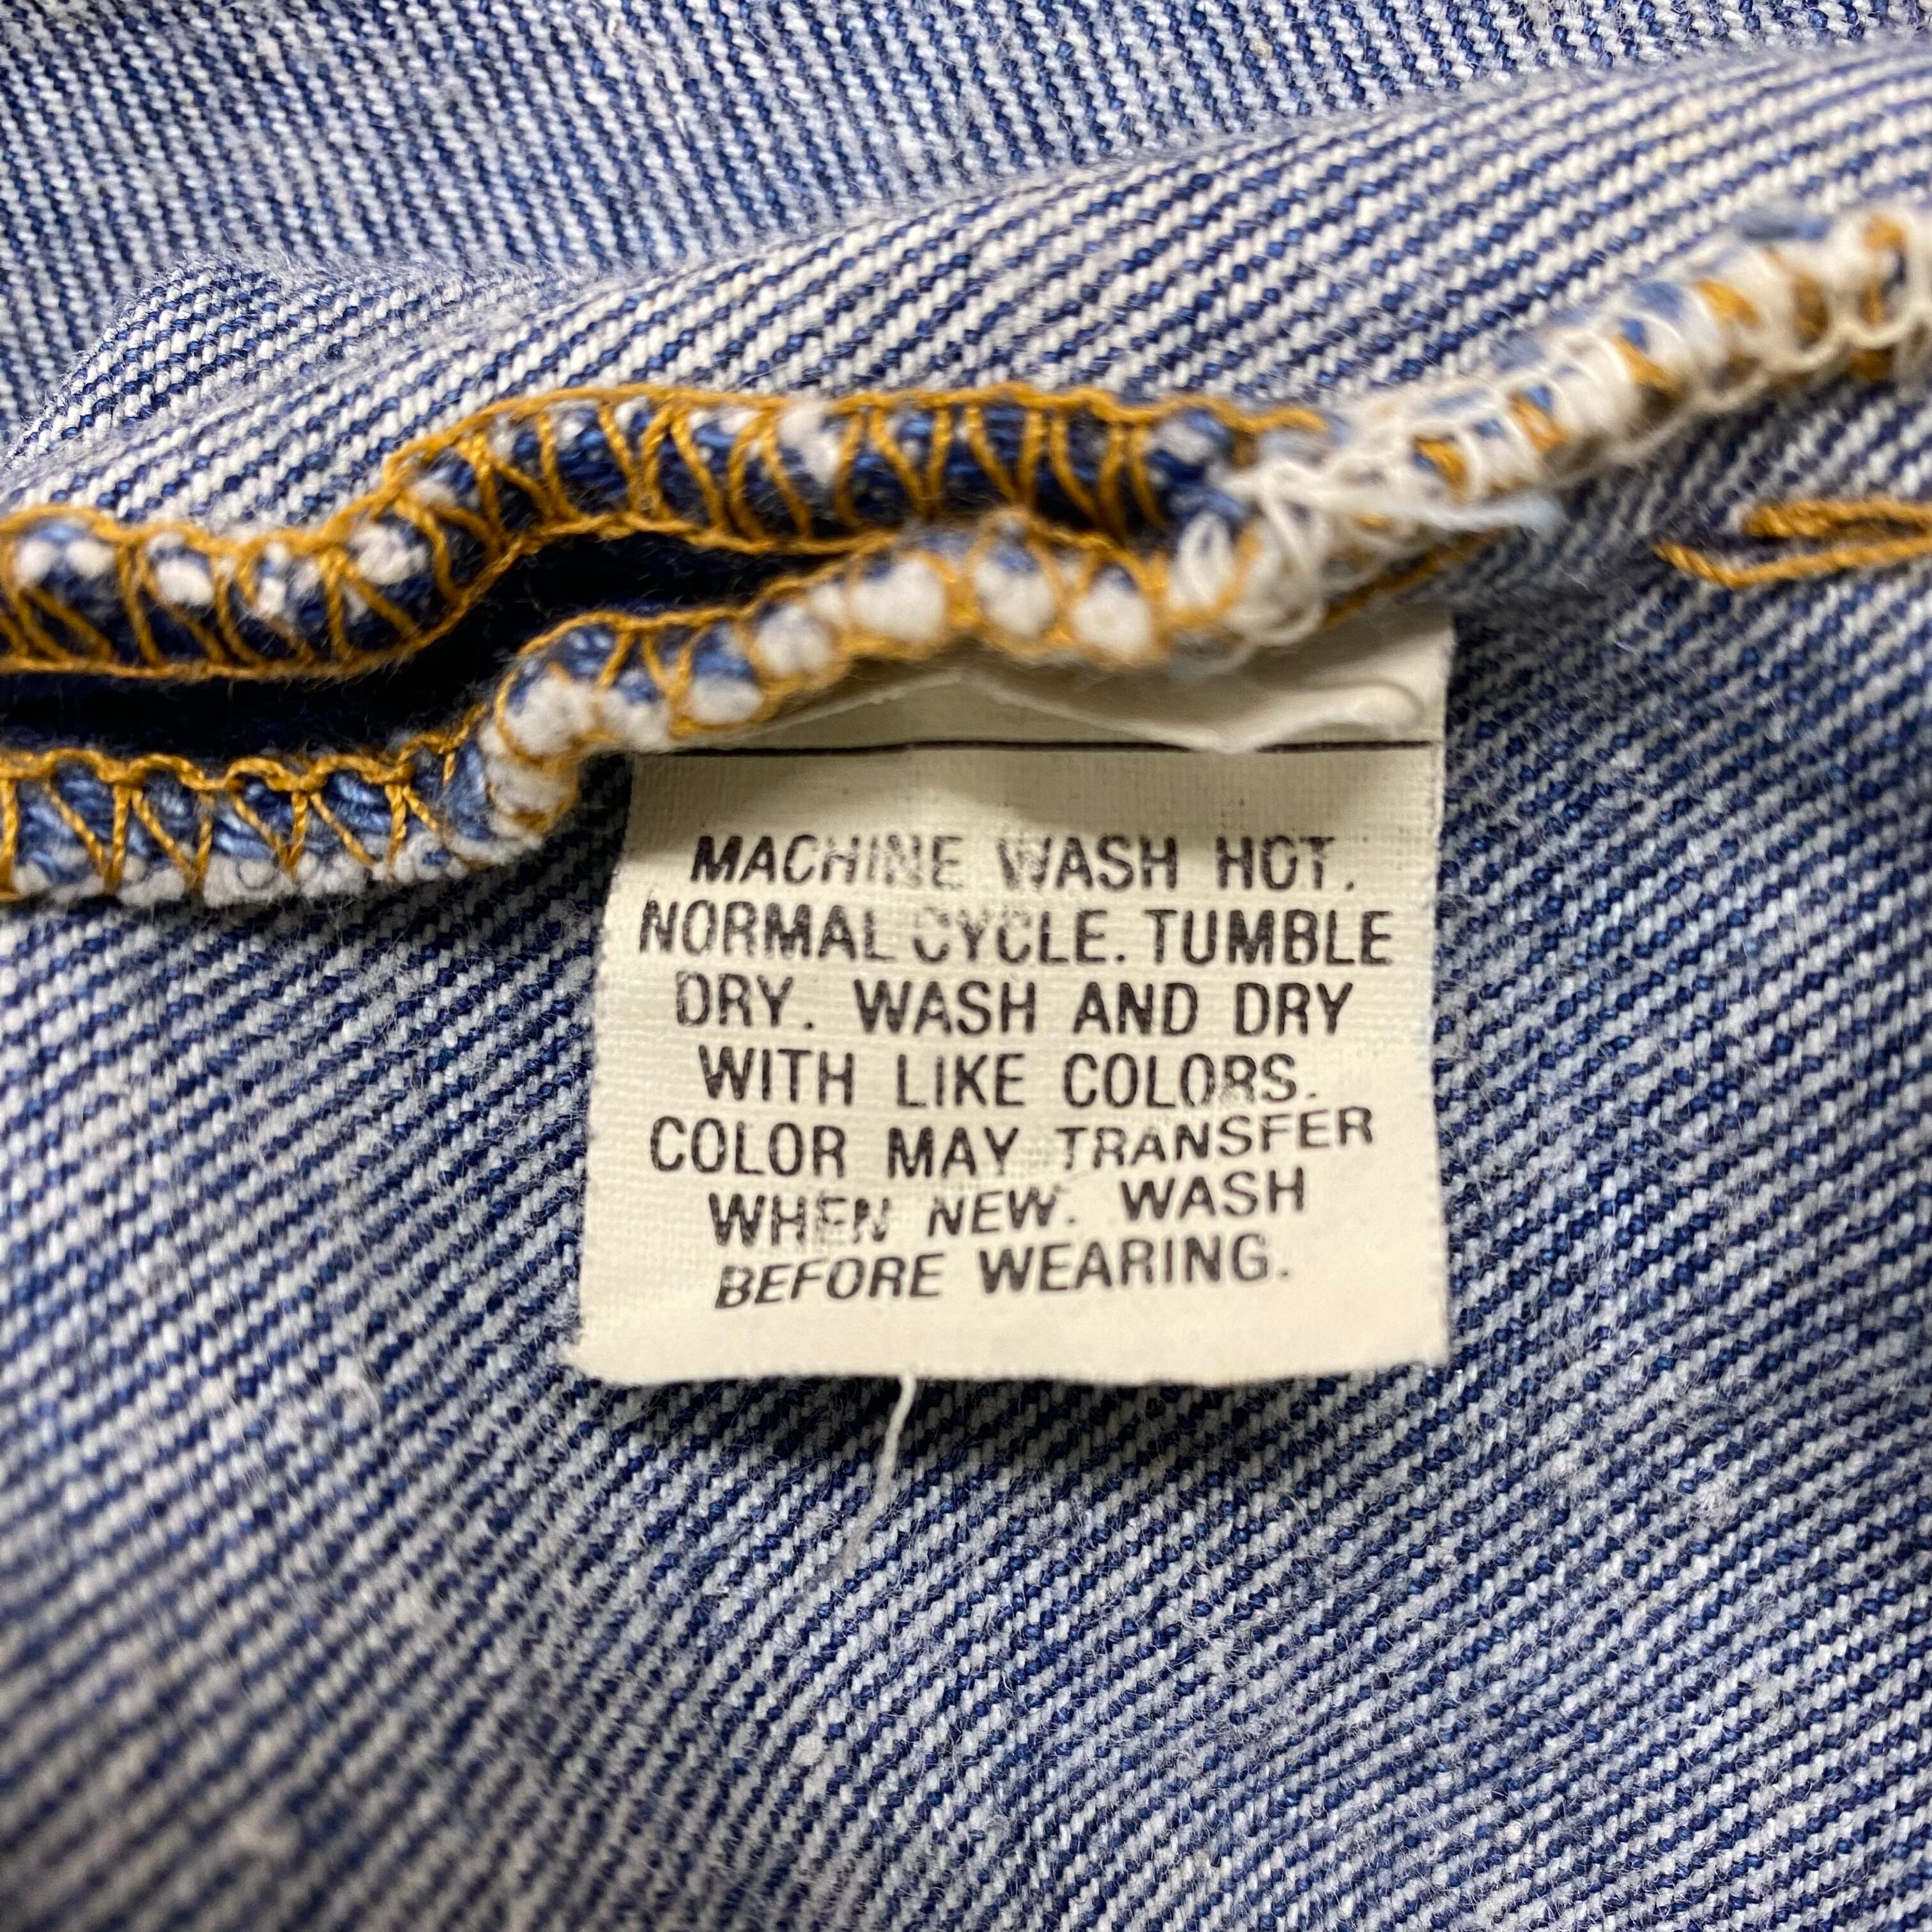 MACHINE WASH HOT.
NORMAL CYCLE. TUMBLE
DRY. WASH AND DRY
WITH LIKE COLORS.
COLOR MAY TRANSFER
WHEN NEW. WASH
BEFORE WEARING.